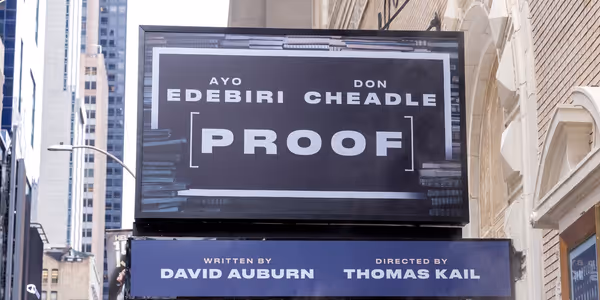 AYO DON
EDEBIRI CHEADLE
[PROOF]
WRITTEN BY DIRECTED BY
DAVID AUBURN THOMAS KAIL